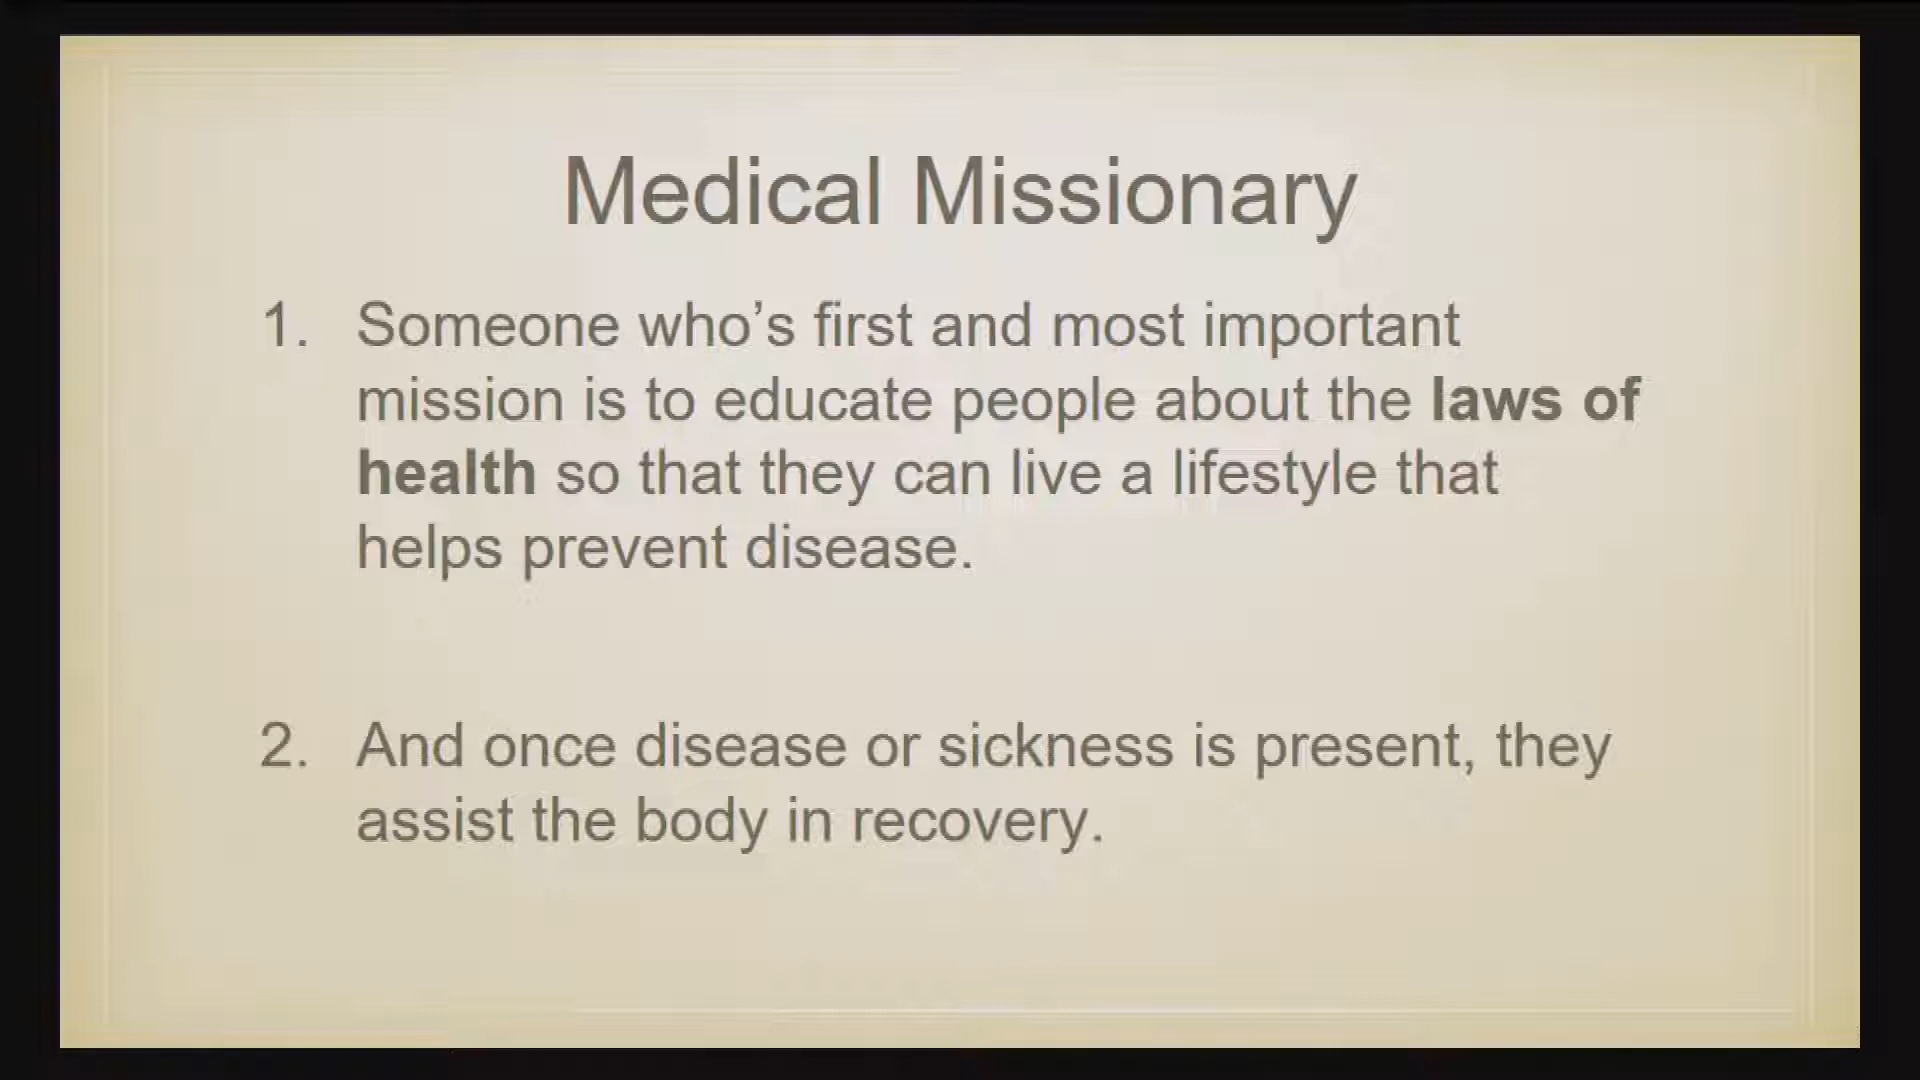 Medical Missionary
1. Someone who’s first and most important
mission is to educate people about the laws of
health so that they can live a lifestyle that
helps prevent disease.
2. And once disease or sickness is present, they
assist the body in recovery.